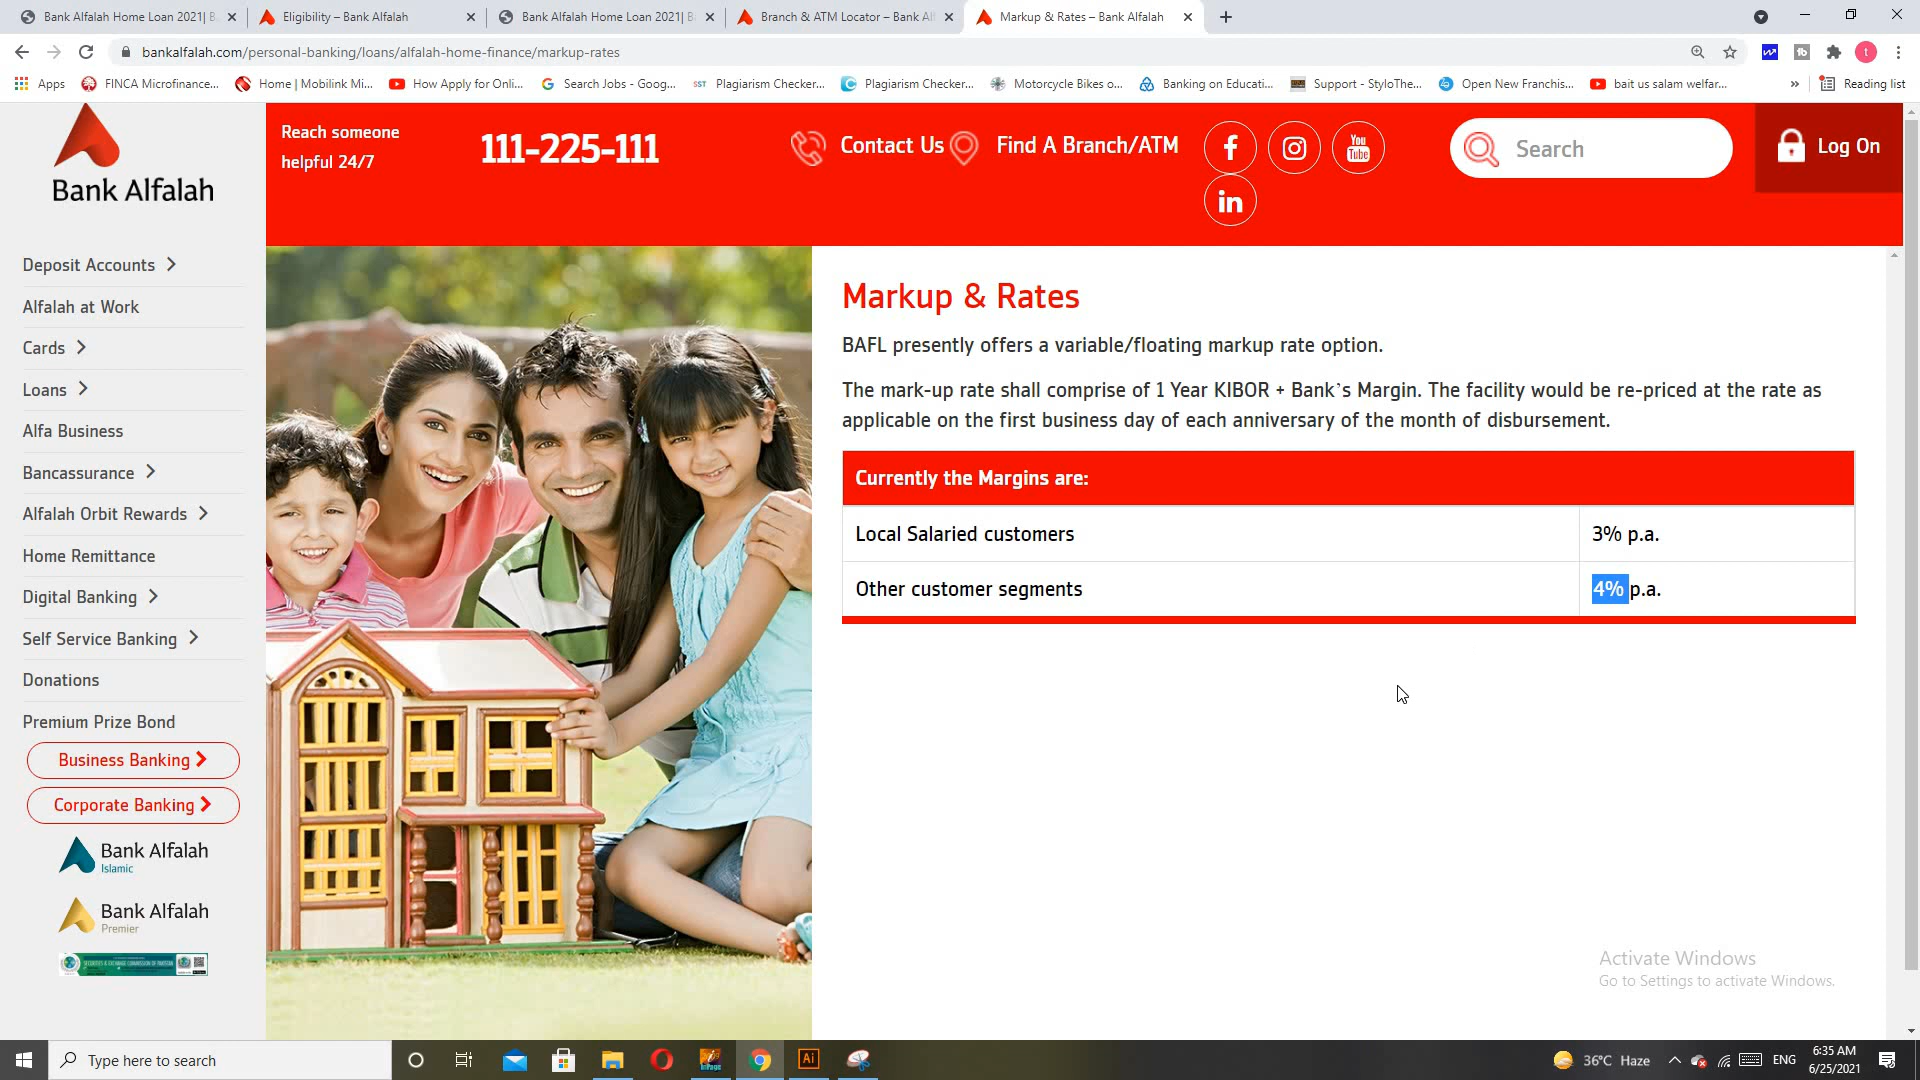 Bank Alfalah Home Loan 2021| B
Eligibility – Bank Alfalah
Bank Alfalah Home Loan 2021| B
Branch & ATM Locator – Bank Alf
Markup & Rates – Bank Alfalah
bankalfalah.com/personal-banking/loans/alfalah-home-finance/markup-rates
t
Apps
FINCA Microfinance...
Home | Mobilink Mi...
How Apply for Onli...
Search Jobs - Goog...
SST
Plagiarism Checker...
Plagiarism Checker...
Motorcycle Bikes o...
Banking on Educati...
Support - StyloThe...
Open New Franchis...
bait us salam welfar...
»
Reading list
Bank Alfalah
Reach someone
helpful 24/7
111-225-111
Contact Us
Find A Branch/ATM
You
Tube
in
Search
Log On
Deposit Accounts
Alfalah at Work
Cards
Loans
Alfa Business
Bancassurance
Alfalah Orbit Rewards
Home Remittance
Digital Banking
Self Service Banking
Donations
Premium Prize Bond
Business Banking
Corporate Banking
Bank Alfalah
Islamic
Bank Alfalah
Premier
Markup & Rates
BAFL presently offers a variable/floating markup rate option.
The mark-up rate shall comprise of 1 Year KIBOR + Bank’s Margin. The facility would be re-priced at the rate as
applicable on the first business day of each anniversary of the month of disbursement.
Currently the Margins are:
Local Salaried customers 3% p.a.
Other customer segments 4% p.a.
Activate Windows
Go to Settings to activate Windows.
Type here to search
Ai
36°C Haze
ENG
6:35 AM
6/25/2021